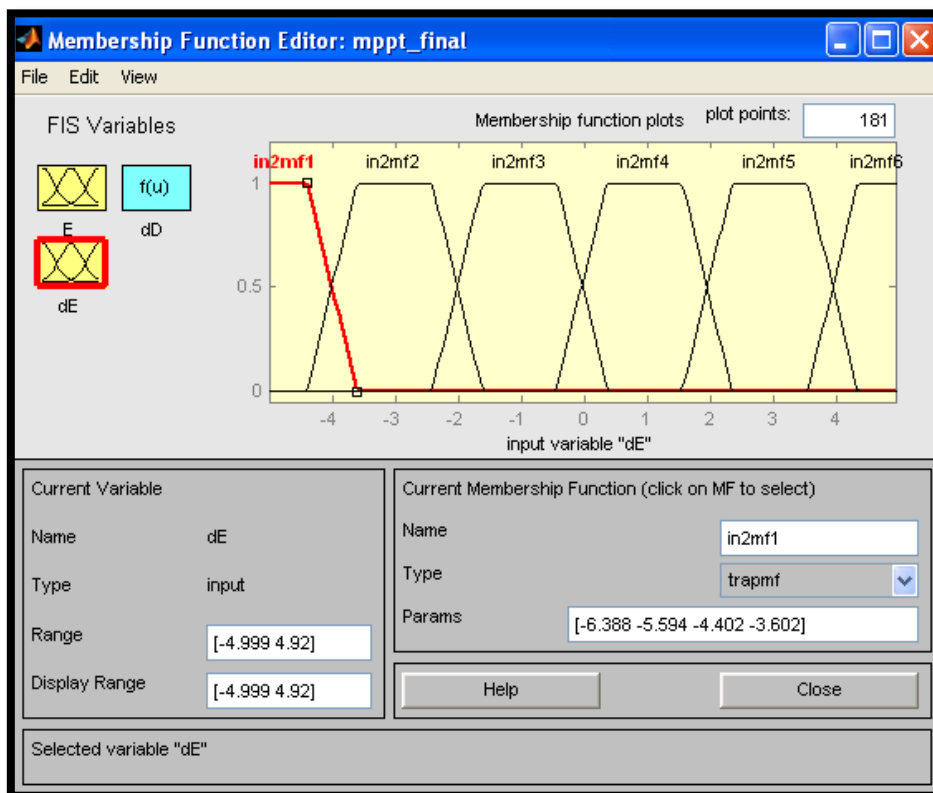 Membership Function Editor: mppt_final
File Edit View
FIS Variables
Membership function plots plot points: 181
f(u)
E dD
dE
in2mf1 in2mf2 in2mf3 in2mf4 in2mf5 in2mf6
1
0.5
0
-4 -3 -2 -1 0 1 2 3 4
input variable "dE"
Current Variable
Name dE
Type input
Range [-4.999 4.92]
Display Range [-4.999 4.92]
Current Membership Function (click on MF to select)
Name in2mf1
Type trapmf
Params [-6.388 -5.594 -4.402 -3.602]
Help Close
Selected variable "dE"